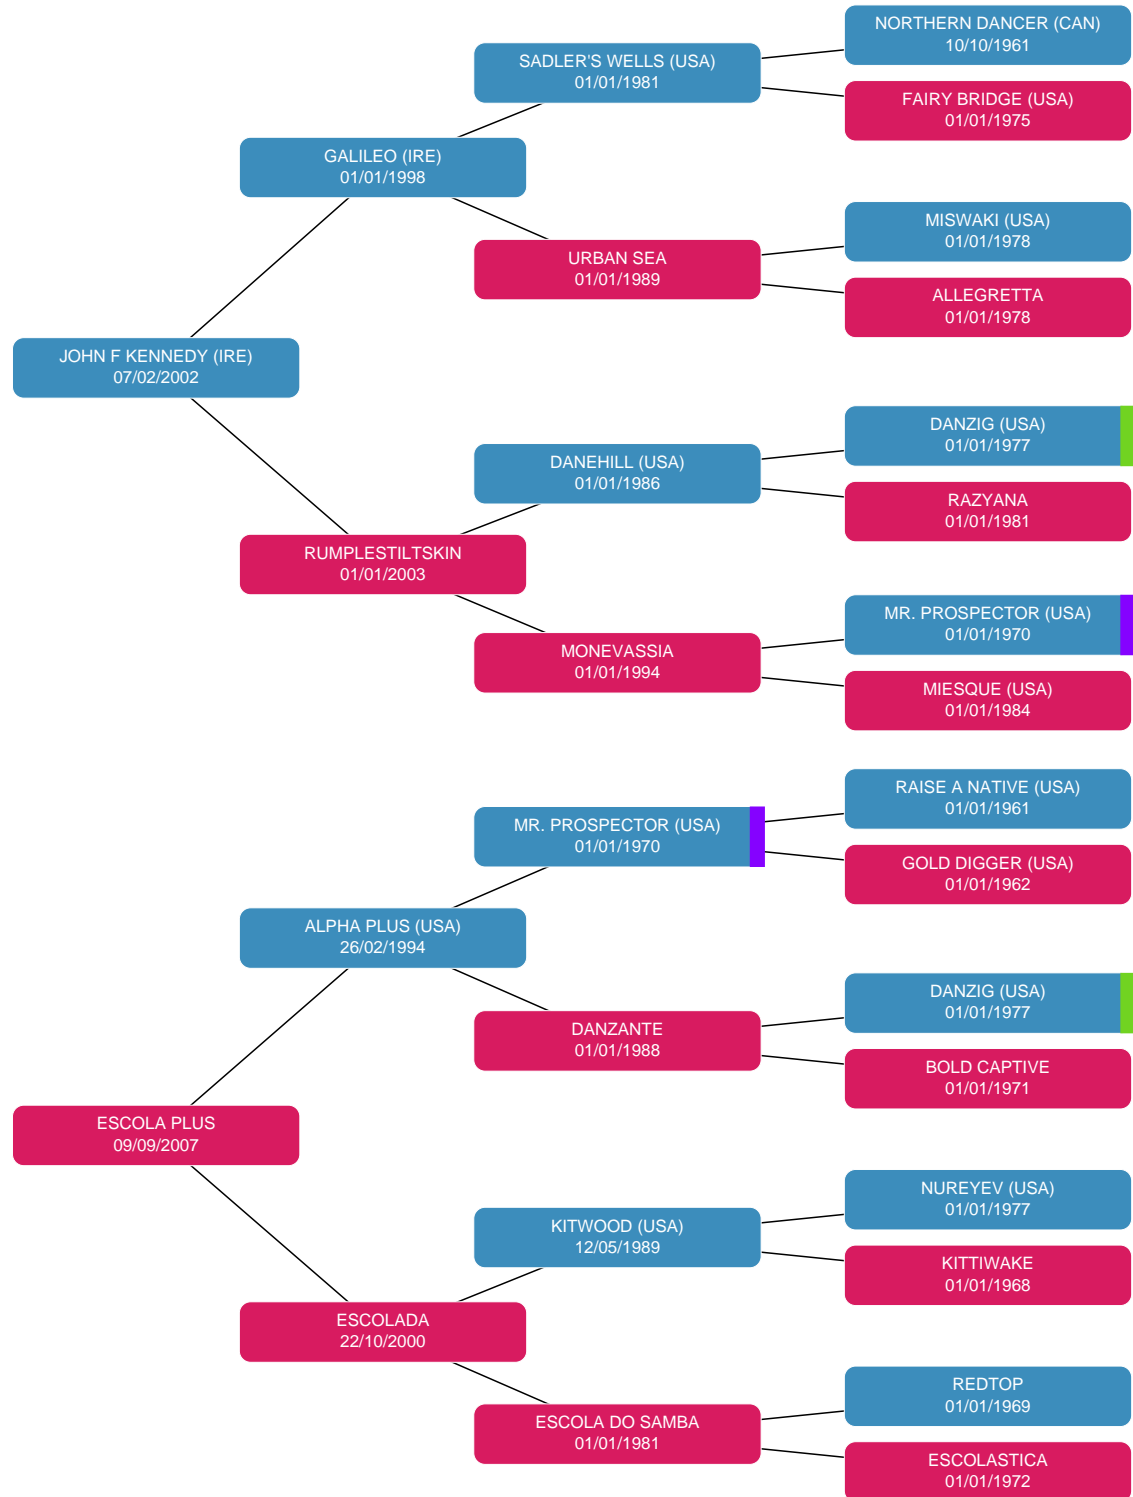 NORTHERN DANCER (CAN)
10/10/1961
SADLER'S WELLS (USA)
01/01/1981
FAIRY BRIDGE (USA)
01/01/1975
GALILEO (IRE)
01/01/1998
MISWAKI (USA)
01/01/1978
URBAN SEA
01/01/1989
ALLEGRETTA
01/01/1978
JOHN F KENNEDY (IRE)
07/02/2002
DANZIG (USA)
01/01/1977
DANEHILL (USA)
01/01/1986
RAZYANA
01/01/1981
RUMPLESTILTSKIN
01/01/2003
MR. PROSPECTOR (USA)
01/01/1970
MONEVASSIA
01/01/1994
MIESQUE (USA)
01/01/1984
RAISE A NATIVE (USA)
01/01/1961
MR. PROSPECTOR (USA)
01/01/1970
GOLD DIGGER (USA)
01/01/1962
ALPHA PLUS (USA)
26/02/1994
DANZIG (USA)
01/01/1977
DANZANTE
01/01/1988
BOLD CAPTIVE
01/01/1971
ESCOLA PLUS
09/09/2007
NUREYEV (USA)
01/01/1977
KITWOOD (USA)
12/05/1989
KITTIWAKE
01/01/1968
ESCOLADA
22/10/2000
REDTOP
01/01/1969
ESCOLA DO SAMBA
01/01/1981
ESCOLASTICA
01/01/1972